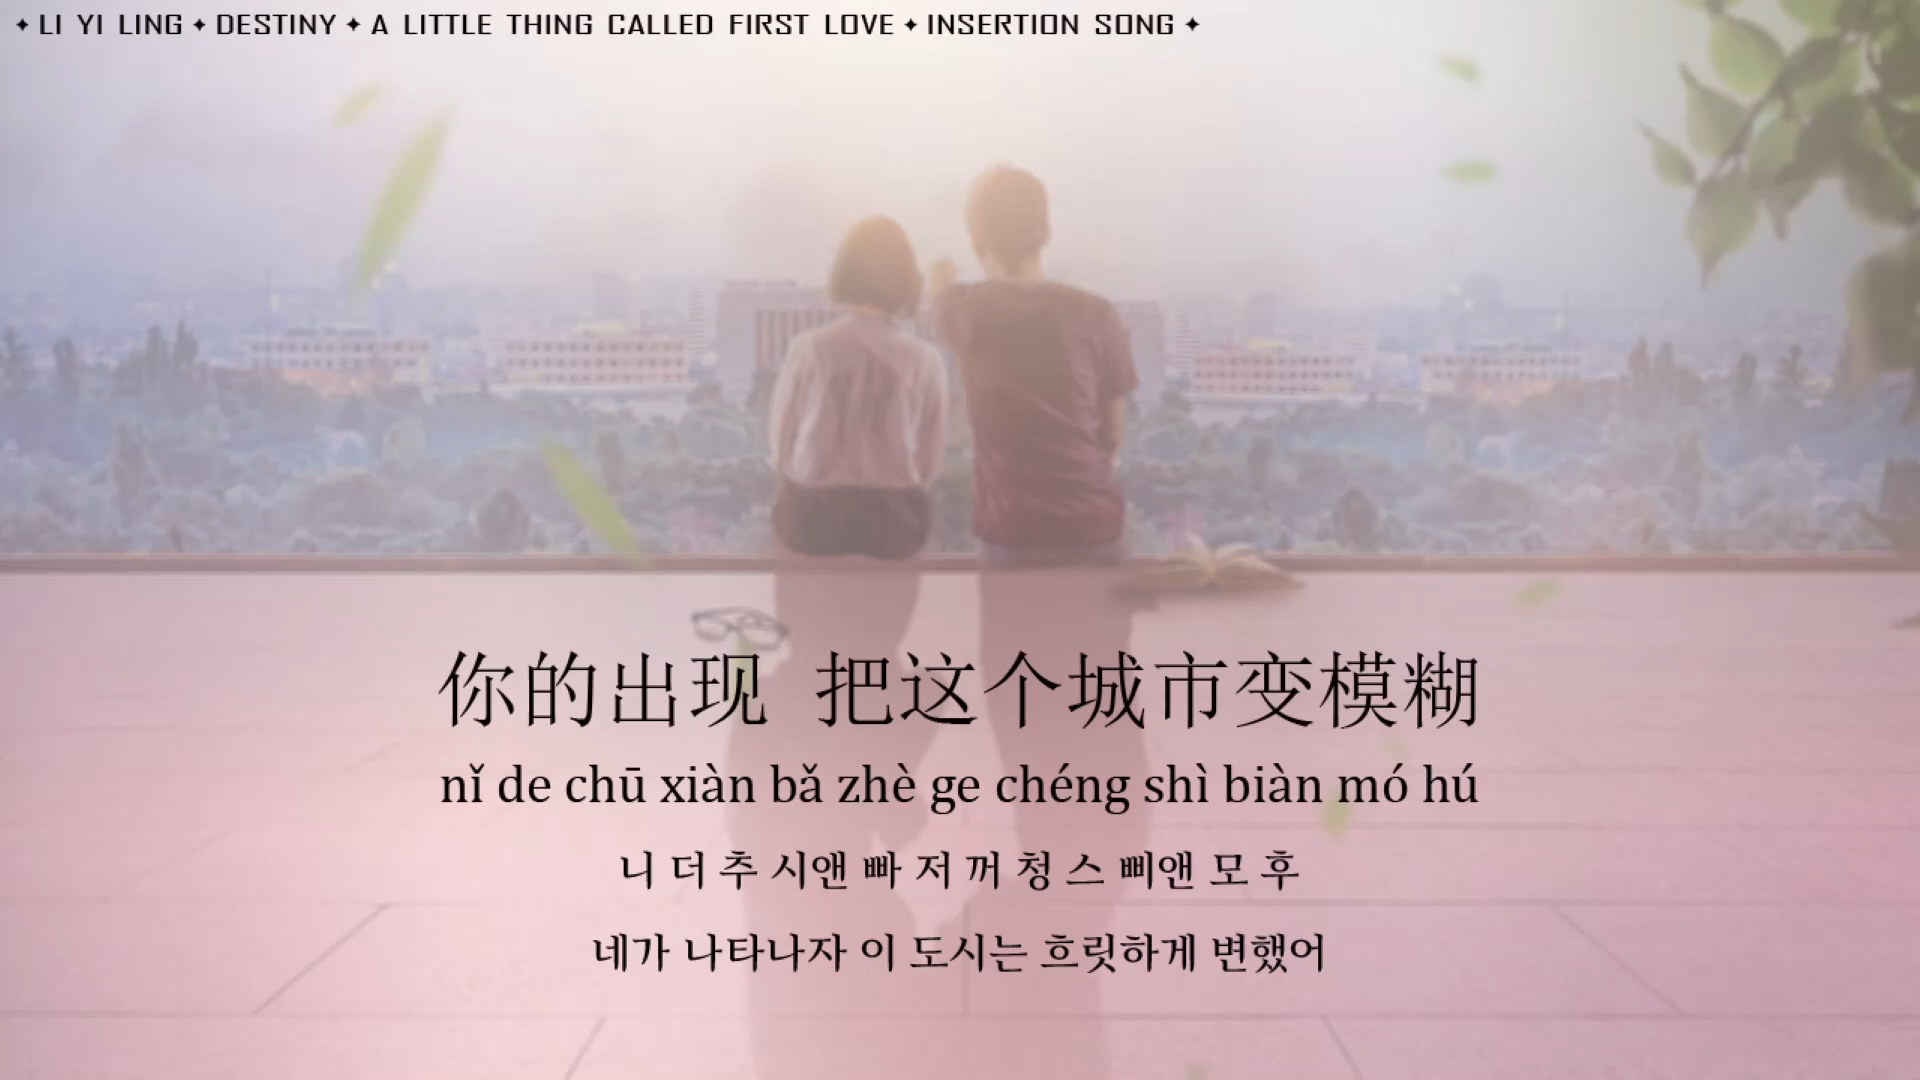 ✦ LI YI LING ✦ DESTINY ✦ A LITTLE THING CALLED FIRST LOVE ✦ INSERTION SONG ✦
你的出现 把这个城市变模糊
nǐ de chū xiàn bǎ zhè ge chéng shì biàn mó hú
니 더 추 시앤 빠 저 꺼 청 스 삐앤 모 후
네가 나타나자 이 도시는 흐릿하게 변했어